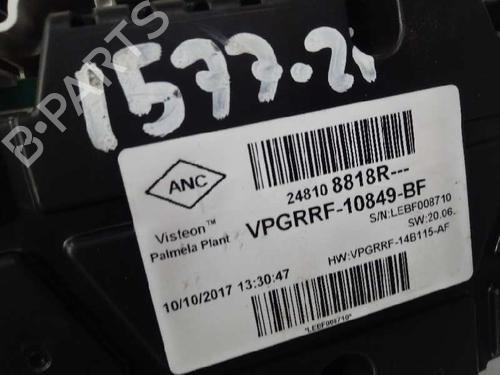 B-PARTS
1577.2
ANC
Visteon™
Palmela Plant
24810 8818R---
VPGRRF-10849-BF
S/N:LEBF008710
SW:20.06.
HW:VPGRRF-14B115-AF
10/10/2017 13:30:47
*LEBF008710*